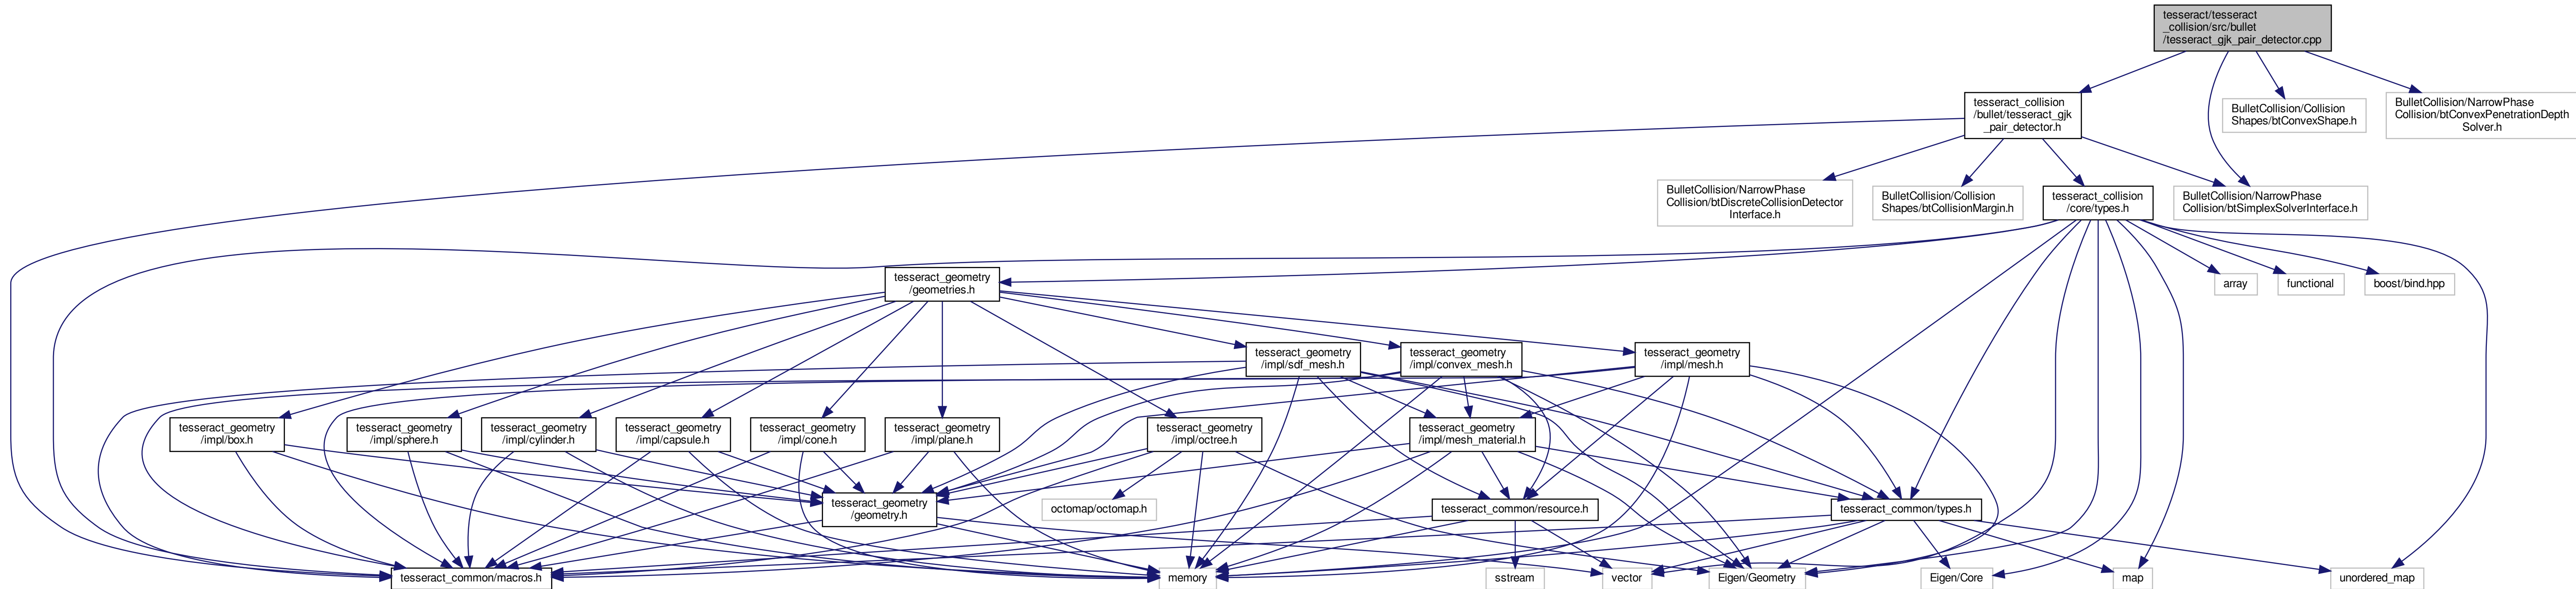 tesseract/tesseract
_collision/src/bullet
/tesseract_gjk_pair_detector.cpp
tesseract_collision
/bullet/tesseract_gjk
_pair_detector.h
BulletCollision/Collision
Shapes/btConvexShape.h
BulletCollision/NarrowPhase
Collision/btConvexPenetrationDepth
Solver.h
BulletCollision/NarrowPhase
Collision/btDiscreteCollisionDetector
Interface.h
BulletCollision/Collision
Shapes/btCollisionMargin.h
tesseract_collision
/core/types.h
BulletCollision/NarrowPhase
Collision/btSimplexSolverInterface.h
tesseract_geometry
/geometries.h
array
functional
boost/bind.hpp
tesseract_geometry
/impl/sdf_mesh.h
tesseract_geometry
/impl/convex_mesh.h
tesseract_geometry
/impl/mesh.h
tesseract_geometry
/impl/box.h
tesseract_geometry
/impl/sphere.h
tesseract_geometry
/impl/cylinder.h
tesseract_geometry
/impl/capsule.h
tesseract_geometry
/impl/cone.h
tesseract_geometry
/impl/plane.h
tesseract_geometry
/impl/octree.h
tesseract_geometry
/impl/mesh_material.h
tesseract_geometry
/geometry.h
octomap/octomap.h
tesseract_common/resource.h
tesseract_common/types.h
tesseract_common/macros.h
memory
sstream
vector
Eigen/Geometry
Eigen/Core
map
unordered_map